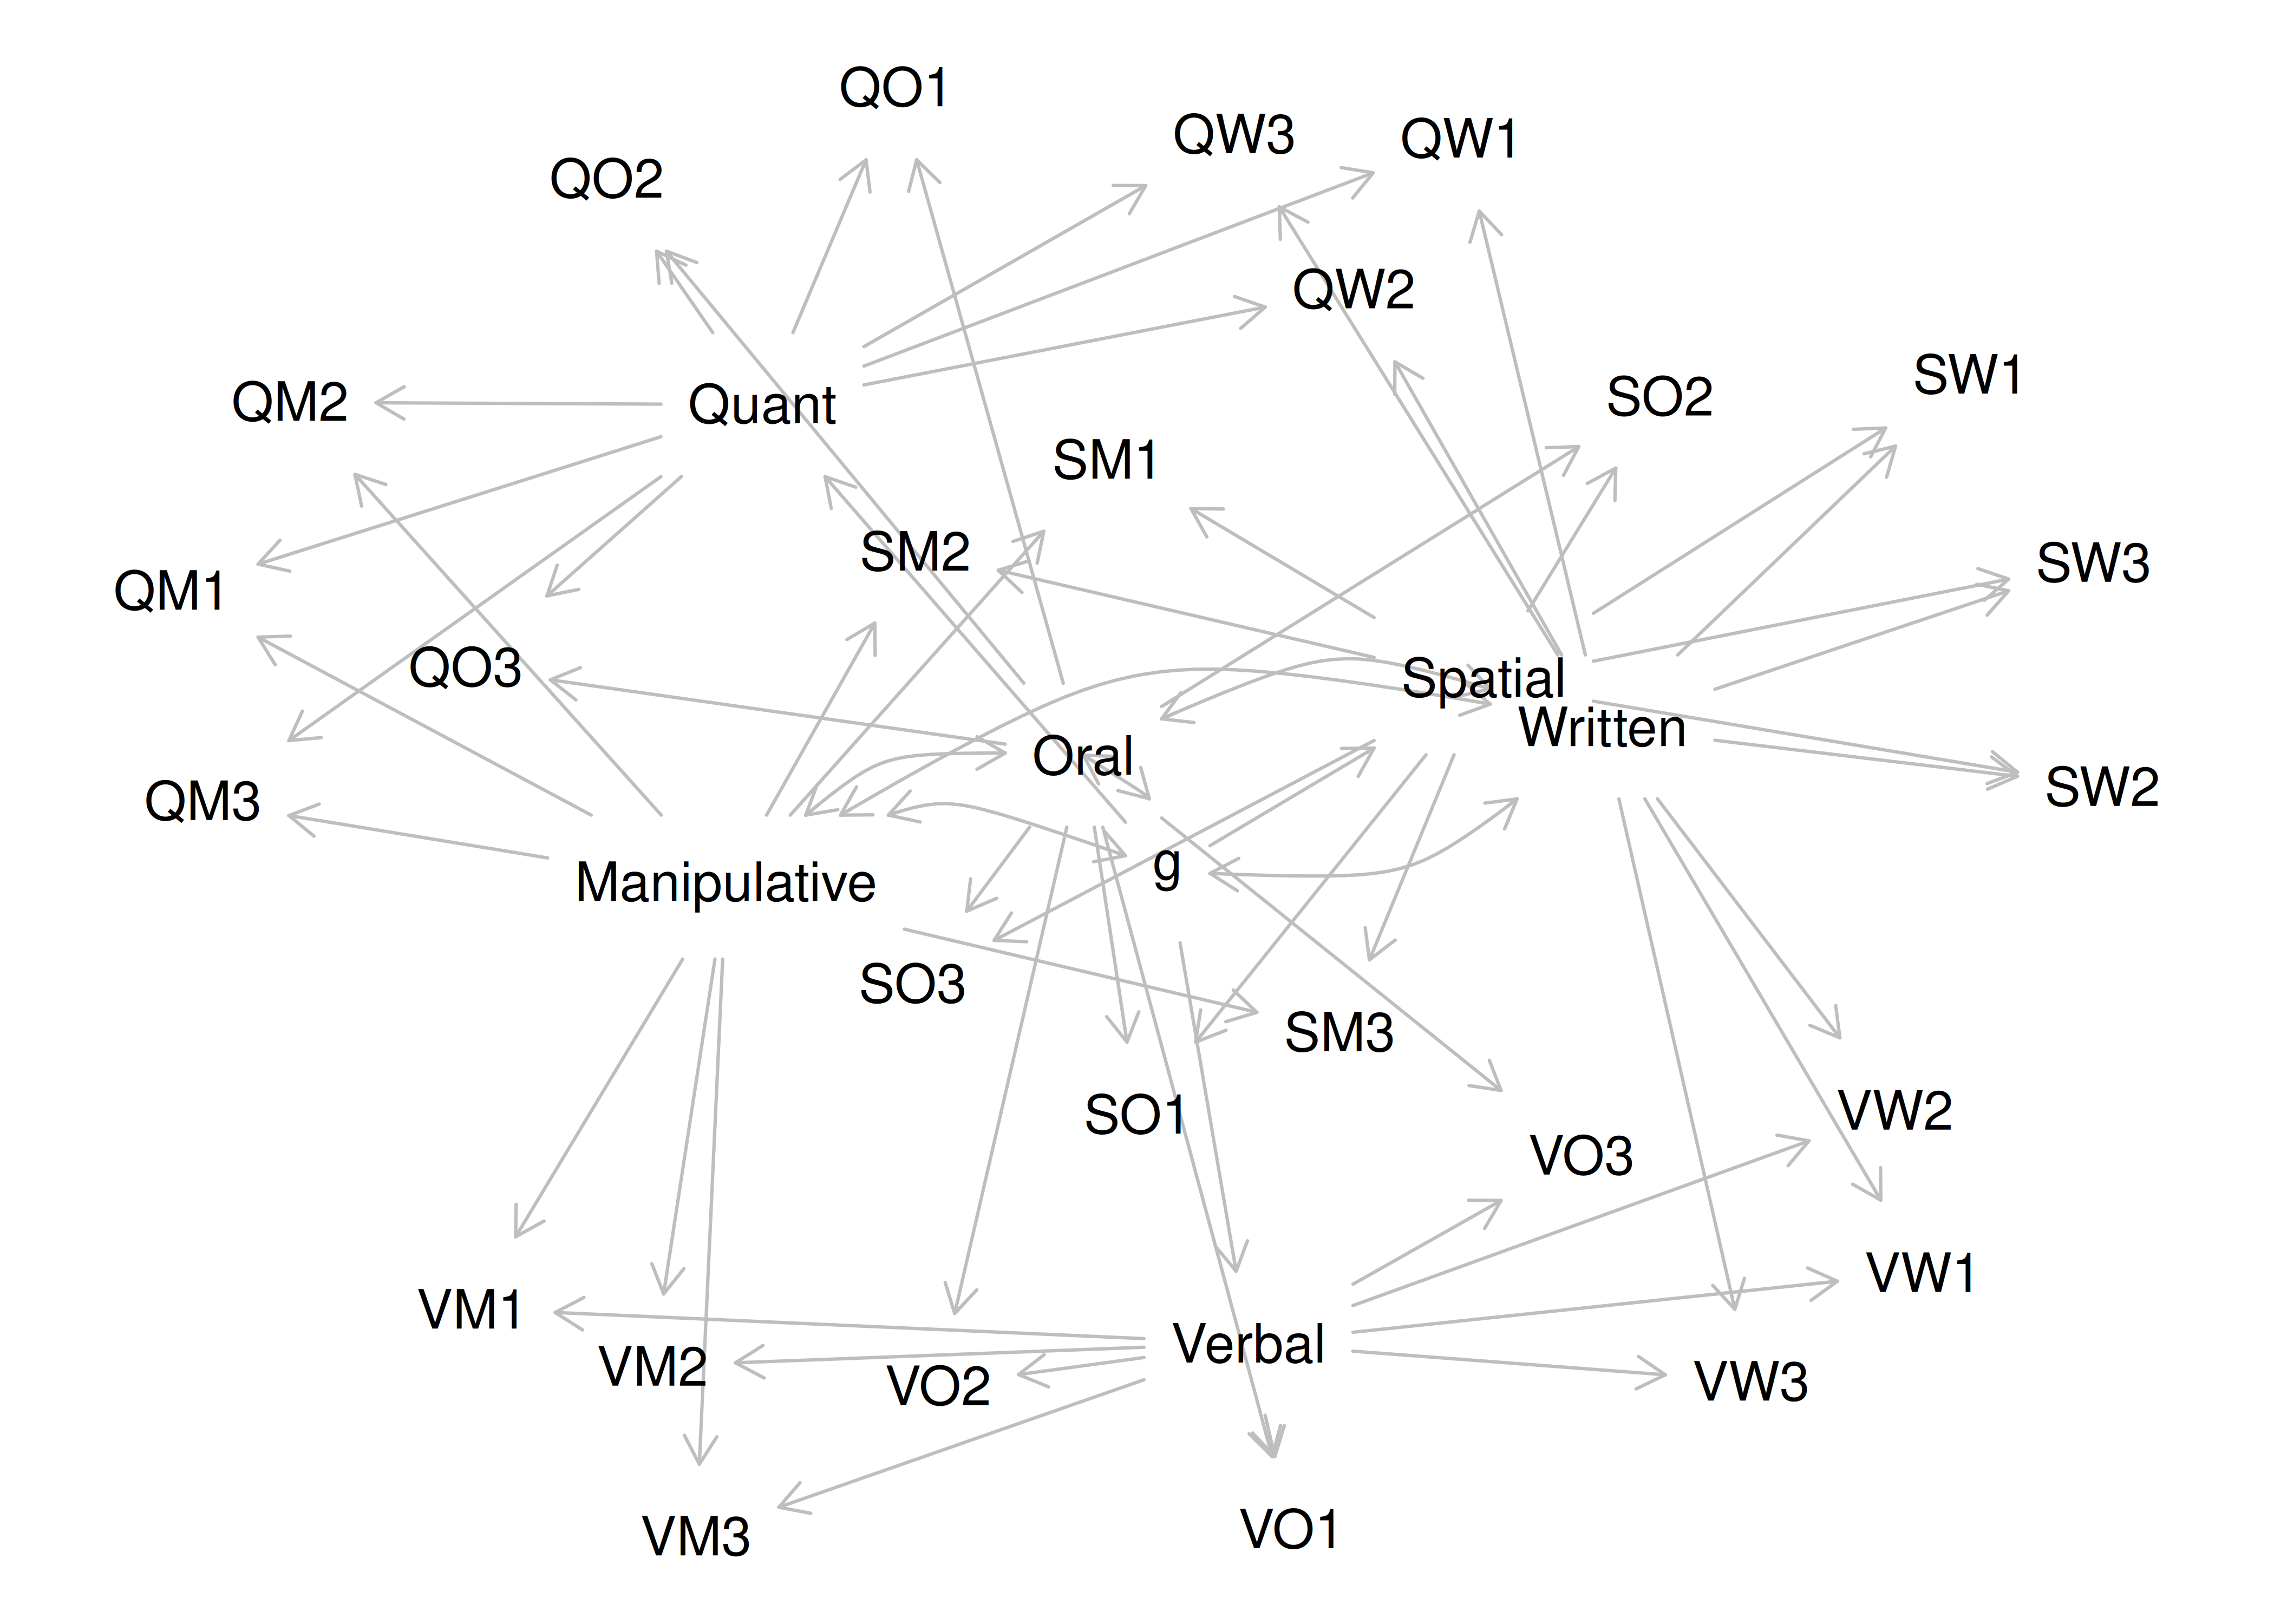 QO1
QW3
QW1
QO2
QW2
SW1
SO2
QM2
Quant
SM1
SM2
SW3
QM1
QO3
Spatial
Written
Oral
SW2
QM3
g
Manipulative
SO3
SM3
SO1
VW2
VO3
VW1
VM1
Verbal
VM2
VO2
VW3
VO1
VM3